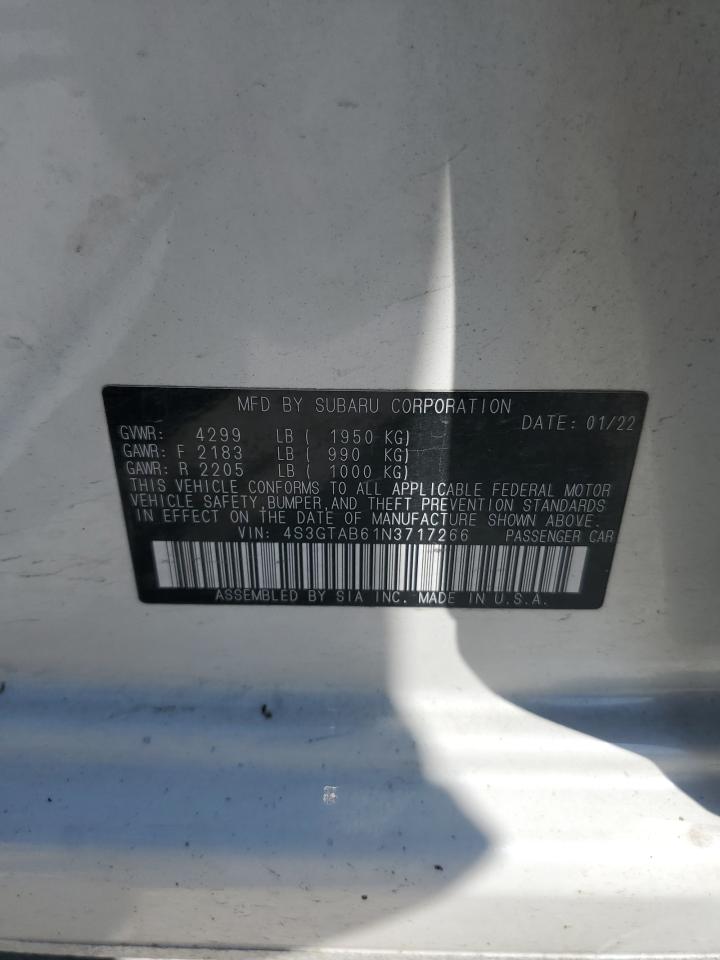 MFD BY SUBARU CORPORATION
DATE: 01/22
GVWR: 4299 LB ( 1950 KG)
GAWR: F 2183 LB ( 990 KG)
GAWR: R 2205 LB ( 1000 KG)
THIS VEHICLE CONFORMS TO ALL APPLICABLE FEDERAL MOTOR
VEHICLE SAFETY,BUMPER,AND THEFT PREVENTION STANDARDS
IN EFFECT ON THE DATE OF MANUFACTURE SHOWN ABOVE.
VIN: 4S3GTAB61N3717266 PASSENGER CAR
ASSEMBLED BY SIA INC. MADE IN U.S.A.